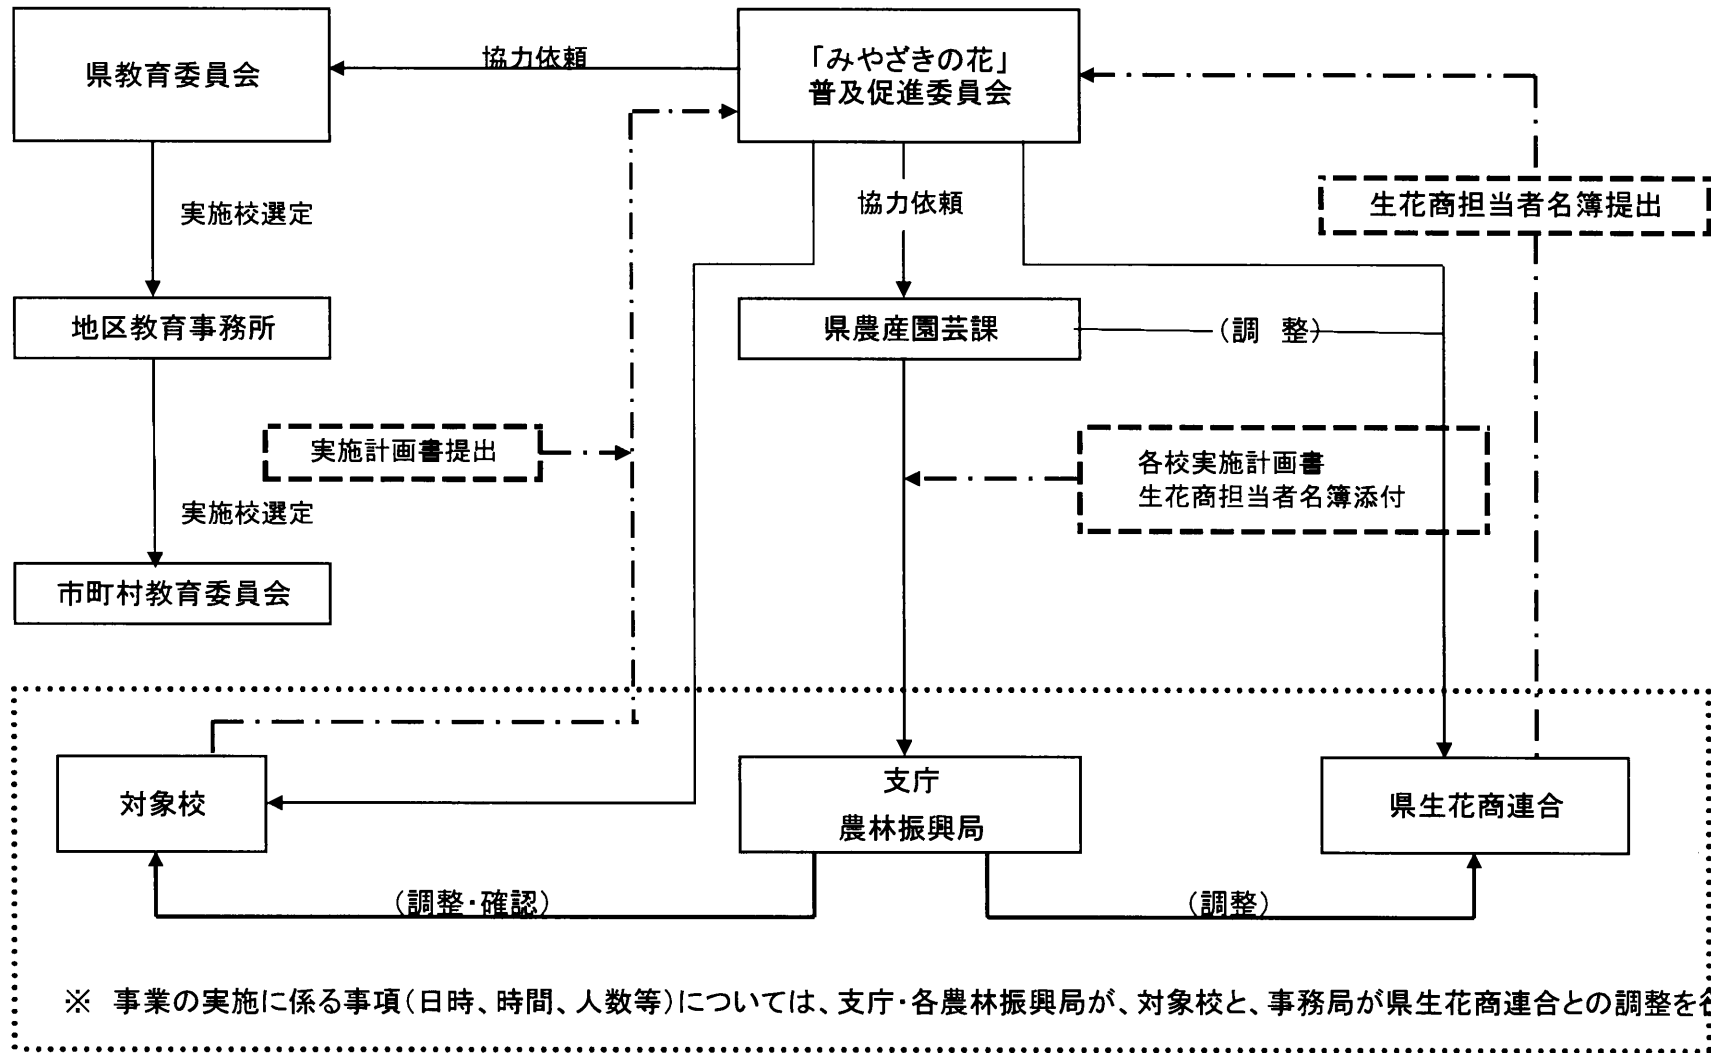 県教育委員会
協力依頼
「みやざきの花」
普及促進委員会
実施校選定
協力依頼
生花商担当者名簿提出
地区教育事務所
県農産園芸課
(調 整)
実施計画書提出
各校実施計画書
生花商担当者名簿添付
実施校選定
市町村教育委員会
対象校
支庁
農林振興局
県生花商連合
(調整・確認)
(調整)
※ 事業の実施に係る事項(日時、時間、人数等)については、支庁・各農林振興局が、対象校と、事務局が県生花商連合との調整を